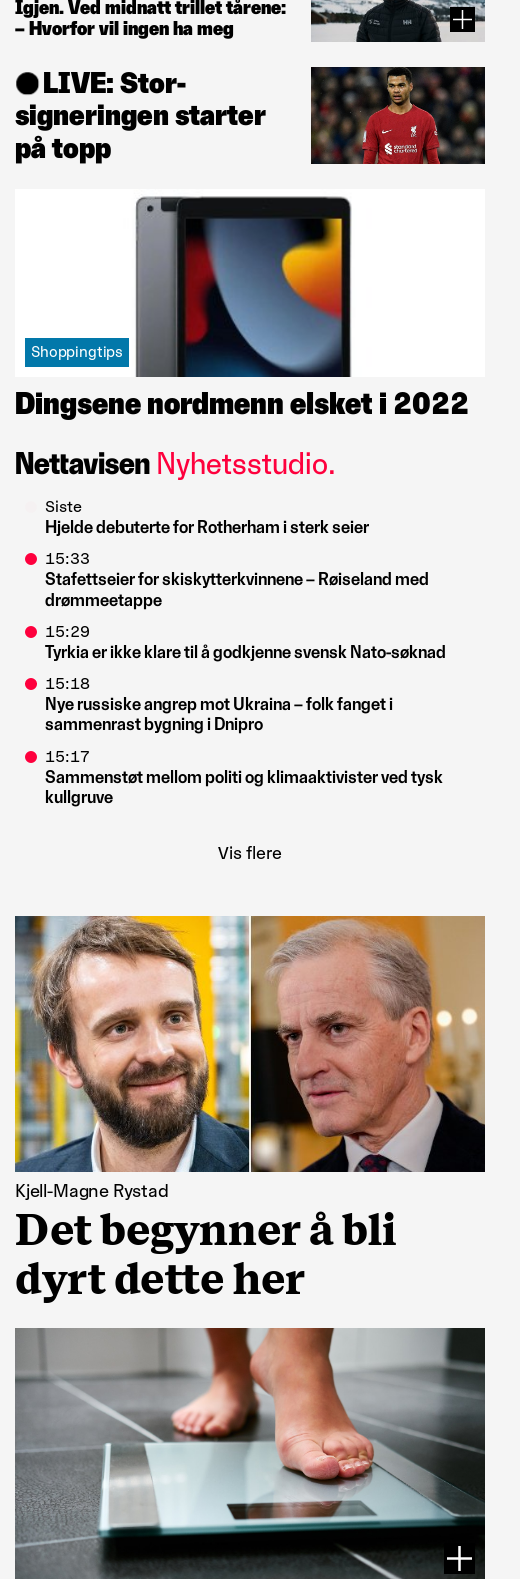 Igjen. Ved midnatt trillet tårene:
– Hvorfor vil ingen ha meg
LIVE: Stor-
signeringen starter
på topp
standard
chartered
Shoppingtips
Dingsene nordmenn elsket i 2022
Nettavisen Nyhetsstudio.
Siste
Hjelde debuterte for Rotherham i sterk seier
15:33
Stafettseier for skiskytterkvinnene – Røiseland med
drømmeetappe
15:29
Tyrkia er ikke klare til å godkjenne svensk Nato-søknad
15:18
Nye russiske angrep mot Ukraina – folk fanget i
sammenrast bygning i Dnipro
15:17
Sammenstøt mellom politi og klimaaktivister ved tysk
kullgruve
Vis flere
Kjell-Magne Rystad
Det begynner å bli
dyrt dette her